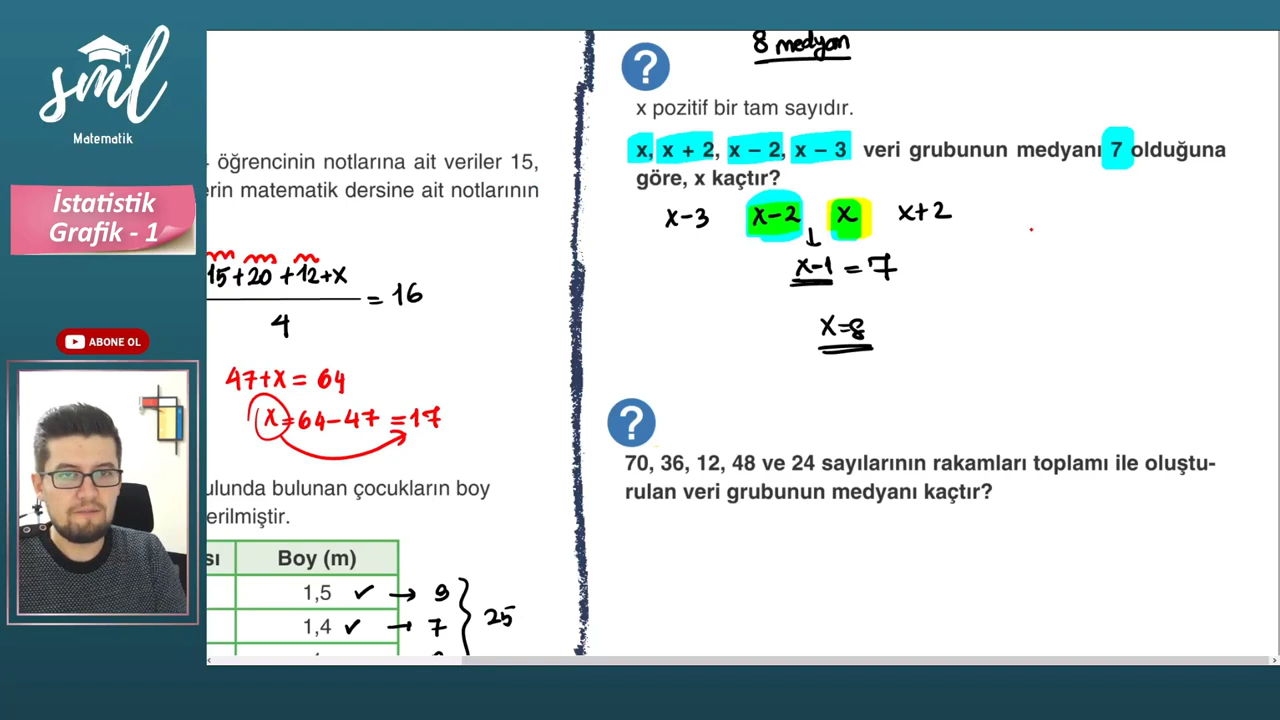 sml
Matematik
İstatistik
Grafik - 1
ABONE OL
öğrencinin notlarına ait veriler 15,
erin matematik dersine ait notlarının
15+20+12+x
4
= 16
47+x = 64
x=64-47 =17
ulunda bulunan çocukların boy
erilmiştir.
sı Boy (m)
1,5 ✓ → 9
1,4 ✓ → 7
25
8 medyan
?
x pozitif bir tam sayıdır.
x, x + 2, x – 2, x – 3 veri grubunun medyanı 7 olduğuna
göre, x kaçtır?
x-3 x-2 x x+2
↓
x-1 = 7
x=8
?
70, 36, 12, 48 ve 24 sayılarının rakamları toplamı ile oluştu-
rulan veri grubunun medyanı kaçtır?